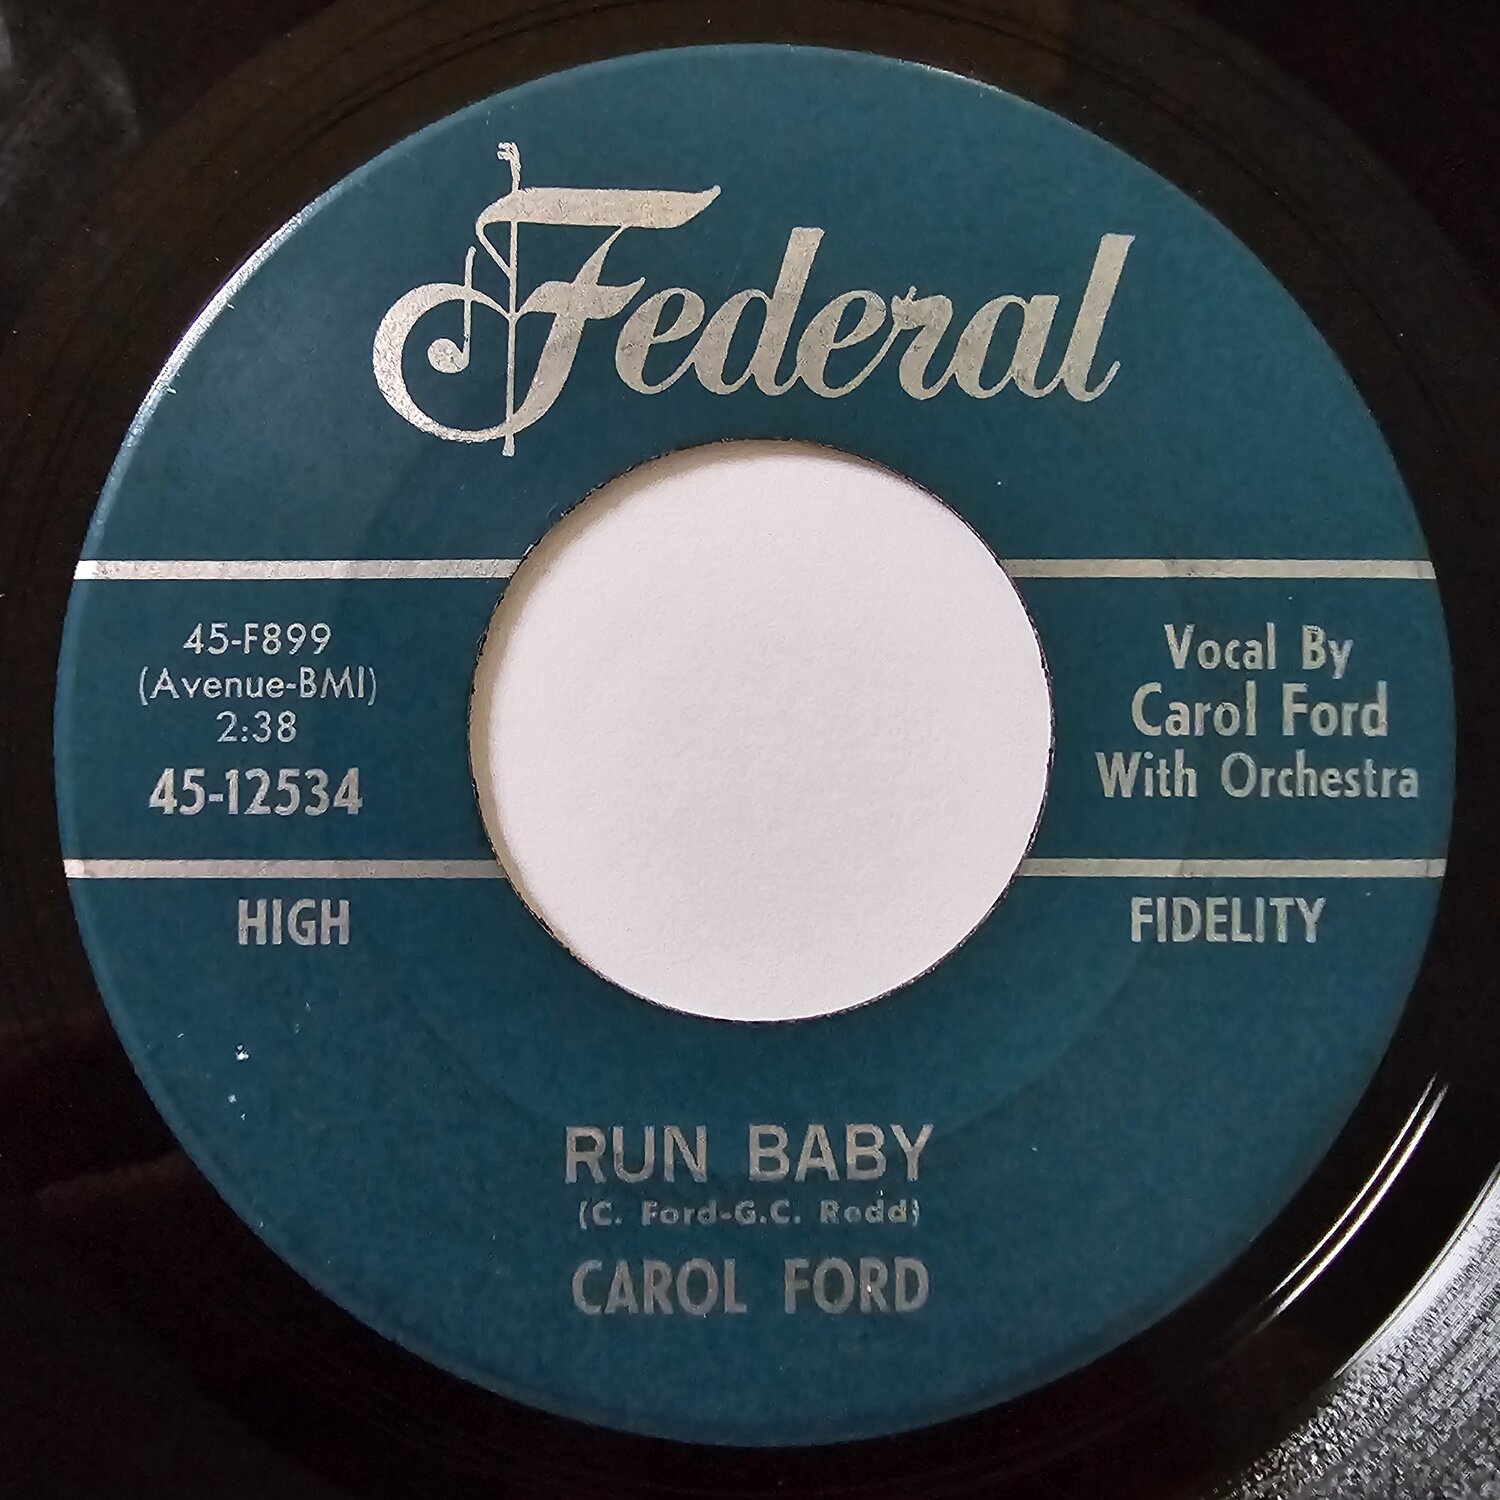 Federal
45-F899
(Avenue-BMI)
2:38
45-12534
Vocal By
Carol Ford
With Orchestra
HIGH FIDELITY
RUN BABY
(C. Ford-G.C. Redd)
CAROL FORD